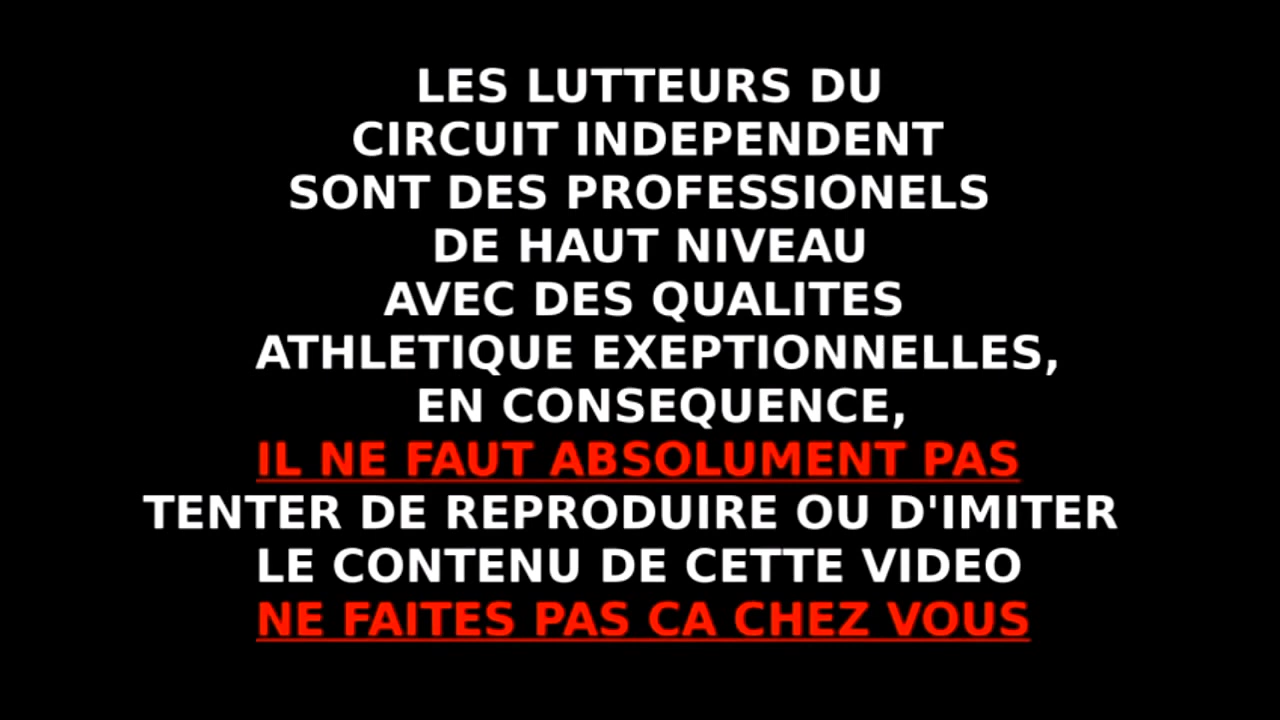 LES LUTTEURS DU
CIRCUIT INDEPENDENT
SONT DES PROFESSIONELS
DE HAUT NIVEAU
AVEC DES QUALITES
ATHLETIQUE EXEPTIONNELLES,
EN CONSEQUENCE,
IL NE FAUT ABSOLUMENT PAS
TENTER DE REPRODUIRE OU D'IMITER
LE CONTENU DE CETTE VIDEO
NE FAITES PAS CA CHEZ VOUS